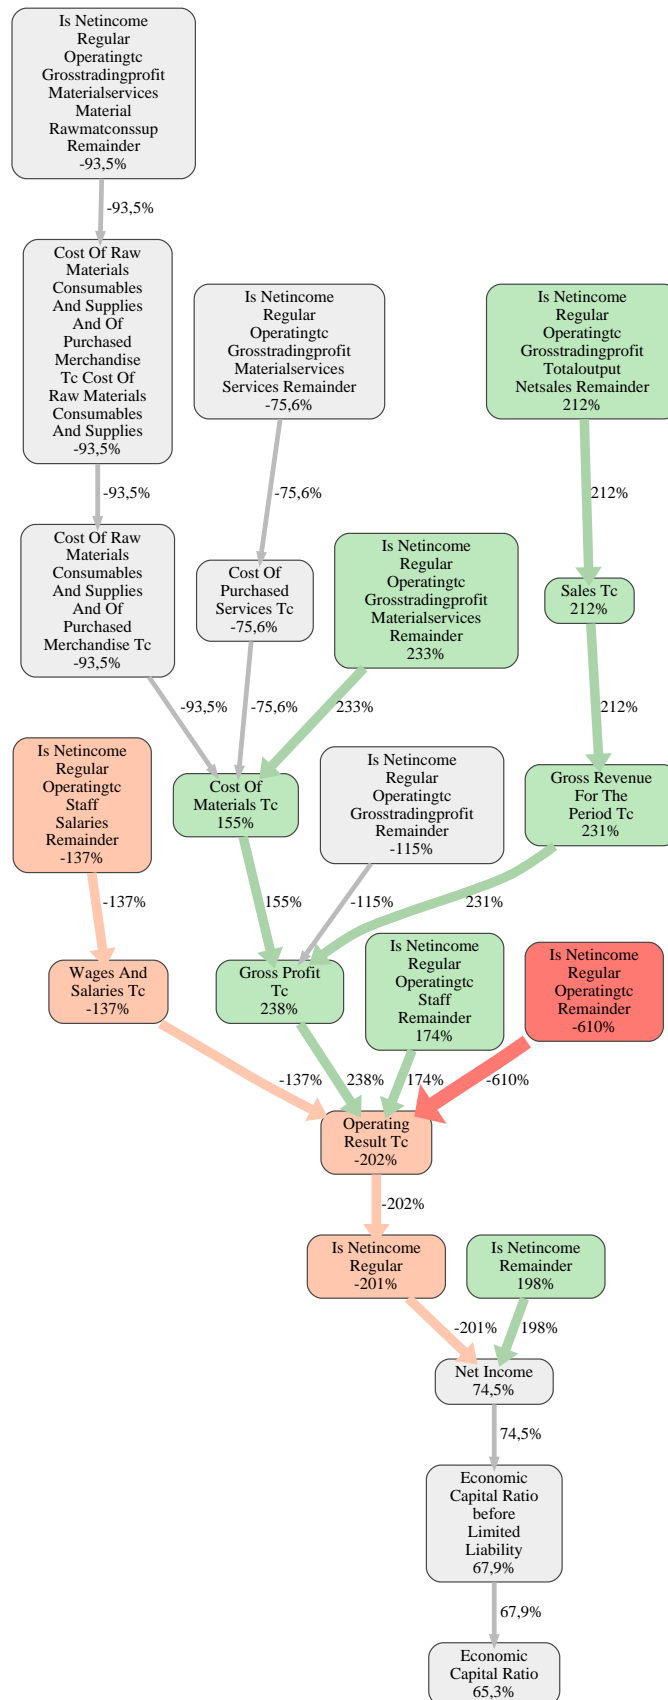 Is Netincome
Regular
Operatingtc
Grosstradingprofit
Materialservices
Material
Rawmatconssup
Remainder
-93,5%
-93,5%
Cost Of Raw
Materials
Consumables
And Supplies
And Of
Purchased
Merchandise
Tc Cost Of
Raw Materials
Consumables
And Supplies
-93,5%
Is Netincome
Regular
Operatingtc
Grosstradingprofit
Materialservices
Services Remainder
-75,6%
Is Netincome
Regular
Operatingtc
Grosstradingprofit
Totaloutput
Netsales Remainder
212%
-93,5%
-75,6%
212%
Cost Of Raw
Materials
Consumables
And Supplies
And Of
Purchased
Merchandise Tc
-93,5%
Cost Of
Purchased
Services Tc
-75,6%
Is Netincome
Regular
Operatingtc
Grosstradingprofit
Materialservices
Remainder
233%
Sales Tc
212%
-93,5%
-75,6%
233%
212%
Is Netincome
Regular
Operatingtc
Staff
Salaries
Remainder
-137%
Cost Of
Materials Tc
155%
Is Netincome
Regular
Operatingtc
Grosstradingprofit
Remainder
-115%
Gross Revenue
For The
Period Tc
231%
-137%
155%
-115%
231%
Wages And
Salaries Tc
-137%
Gross Profit
Tc
238%
Is Netincome
Regular
Operatingtc
Staff
Remainder
174%
Is Netincome
Regular
Operatingtc
Remainder
-610%
-137%
238%
174%
-610%
Operating
Result Tc
-202%
-202%
Is Netincome
Regular
-201%
Is Netincome
Remainder
198%
-201%
198%
Net Income
74,5%
74,5%
Economic
Capital Ratio
before
Limited
Liability
67,9%
67,9%
Economic
Capital Ratio
65,3%